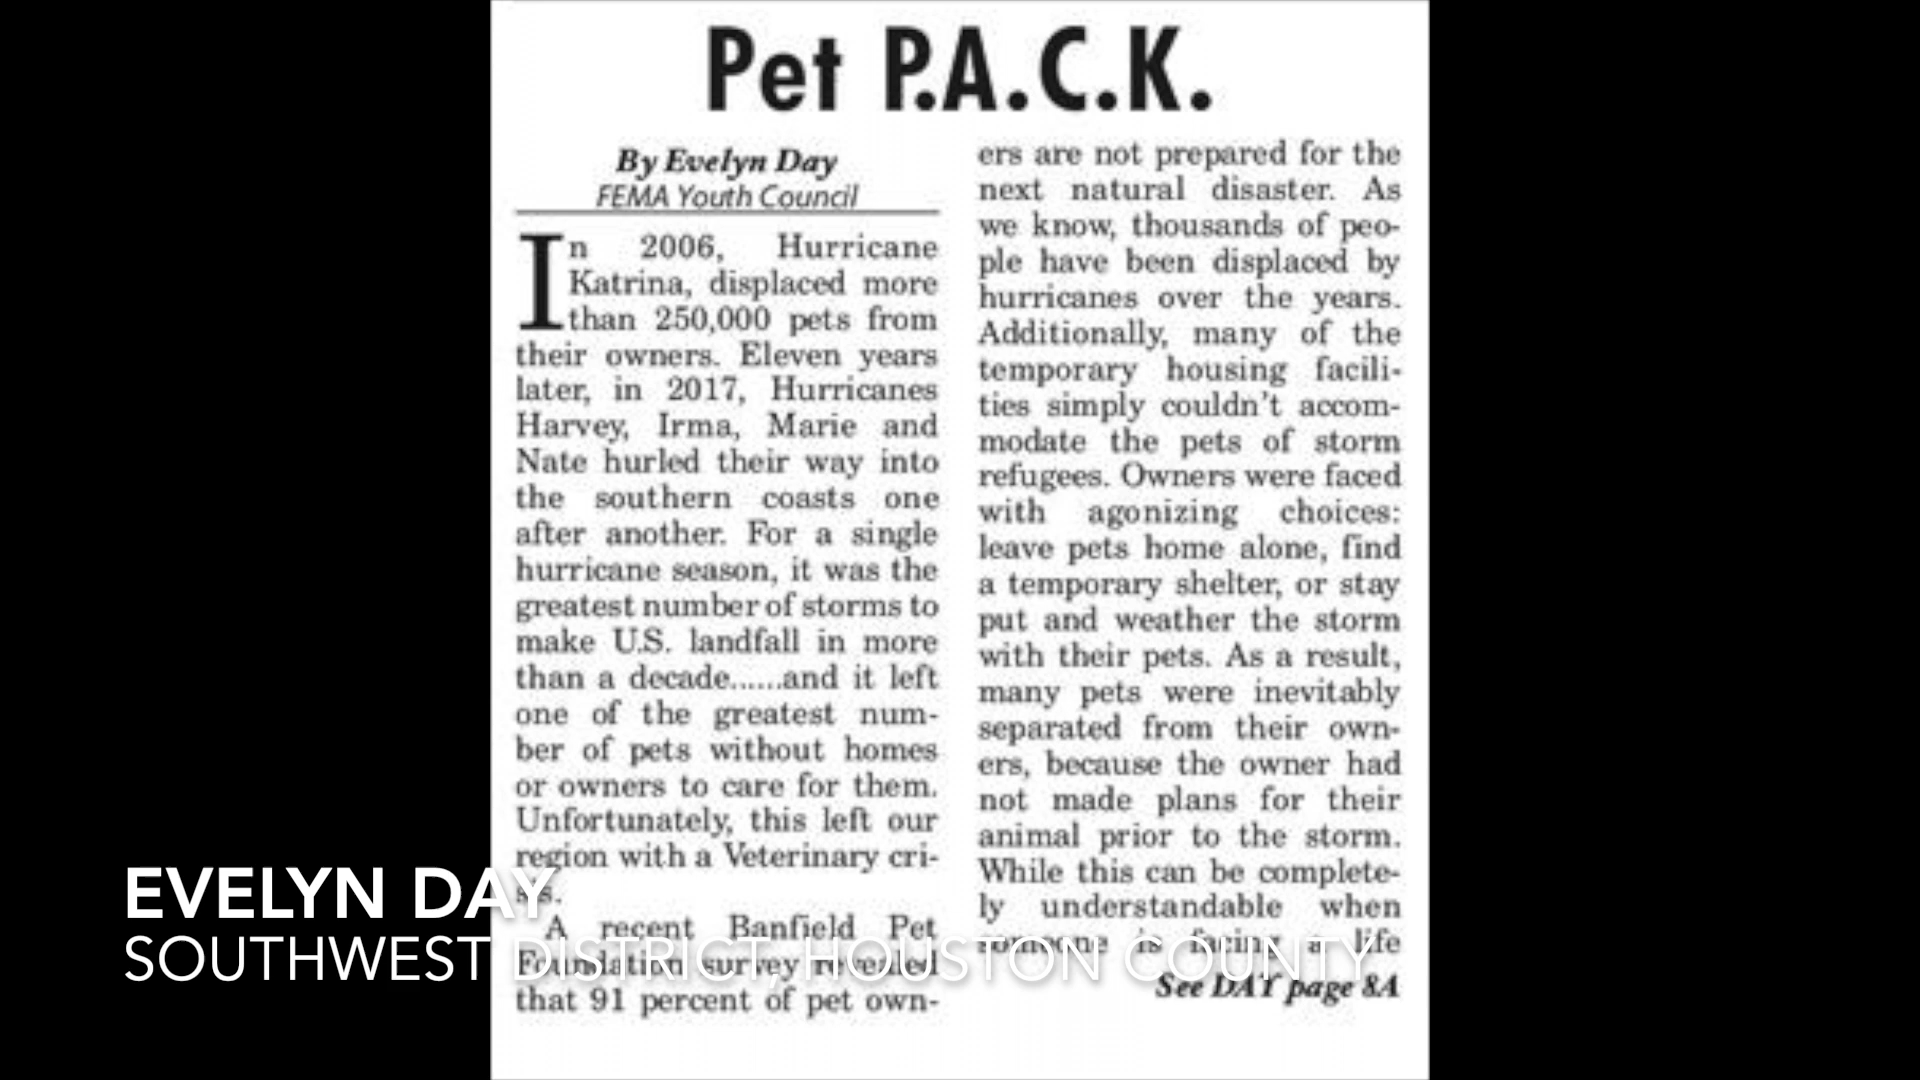 Pet P.A.C.K.
By Evelyn Day
FEMA Youth Council
In 2006, Hurricane
Katrina, displaced more
than 250,000 pets from
their owners. Eleven years
later, in 2017, Hurricanes
Harvey, Irma, Marie and
Nate hurled their way into
the southern coasts one
after another. For a single
hurricane season, it was the
greatest number of storms to
make U.S. landfall in more
than a decade......and it left
one of the greatest num-
ber of pets without homes
or owners to care for them.
Unfortunately, this left our
region with a Veterinary cri-
sis.
A recent Banfield Pet
Foundation survey revealed
that 91 percent of pet own-
ers are not prepared for the
next natural disaster. As
we know, thousands of peo-
ple have been displaced by
hurricanes over the years.
Additionally, many of the
temporary housing facili-
ties simply couldn't accom-
modate the pets of storm
refugees. Owners were faced
with agonizing choices:
leave pets home alone, find
a temporary shelter, or stay
put and weather the storm
with their pets. As a result,
many pets were inevitably
separated from their own-
ers, because the owner had
not made plans for their
animal prior to the storm.
While this can be complete-
ly understandable when
someone is facing a life
See DAY page 8A
EVELYN DAY
SOUTHWEST DISTRICT, HOUSTON COUNTY